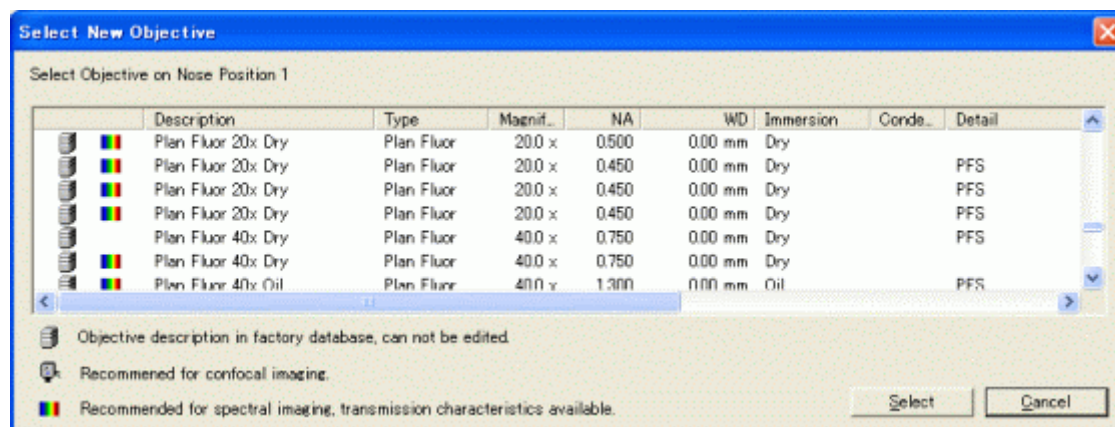 Select New Objective
Select Objective on Nose Position 1
Description Type Magnif... NA WD Immersion Conde... Detail
Plan Fluor 20x Dry Plan Fluor 20.0 x 0.500 0.00 mm Dry
Plan Fluor 20x Dry Plan Fluor 20.0 x 0.450 0.00 mm Dry PFS
Plan Fluor 20x Dry Plan Fluor 20.0 x 0.450 0.00 mm Dry PFS
Plan Fluor 20x Dry Plan Fluor 20.0 x 0.450 0.00 mm Dry PFS
Plan Fluor 40x Dry Plan Fluor 40.0 x 0.750 0.00 mm Dry PFS
Plan Fluor 40x Dry Plan Fluor 40.0 x 0.750 0.00 mm Dry
Plan Fluor 40x Oil Plan Fluor 40.0 x 1.300 0.00 mm Oil PFS
Objective description in factory database, can not be edited.
Recommened for confocal imaging.
Recommended for spectral imaging, transmission characteristics available.
Select Cancel